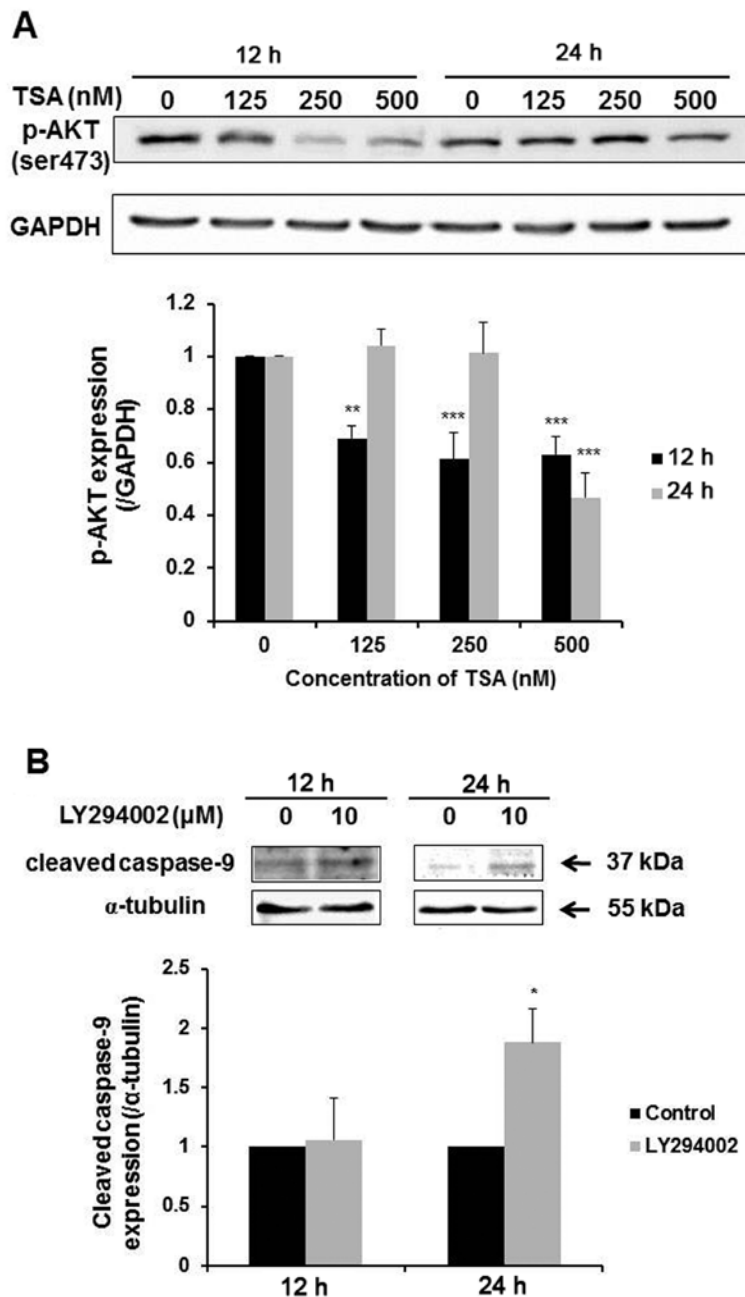 A
12 h 24 h
TSA (nM) 0 125 250 500 0 125 250 500
p-AKT
(ser473)
GAPDH
p-AKT expression
(/GAPDH)
1.2
1
0.8
0.6
0.4
0.2
0
** *** *** ***
12 h
24 h
0 125 250 500
Concentration of TSA (nM)
B
12 h 24 h
LY294002 (µM) 0 10 0 10
cleaved caspase-9 37 kDa
α-tubulin 55 kDa
Cleaved caspase-9
expression (/α-tubulin)
2.5
2
1.5
1
0.5
0
*
Control
LY294002
12 h 24 h